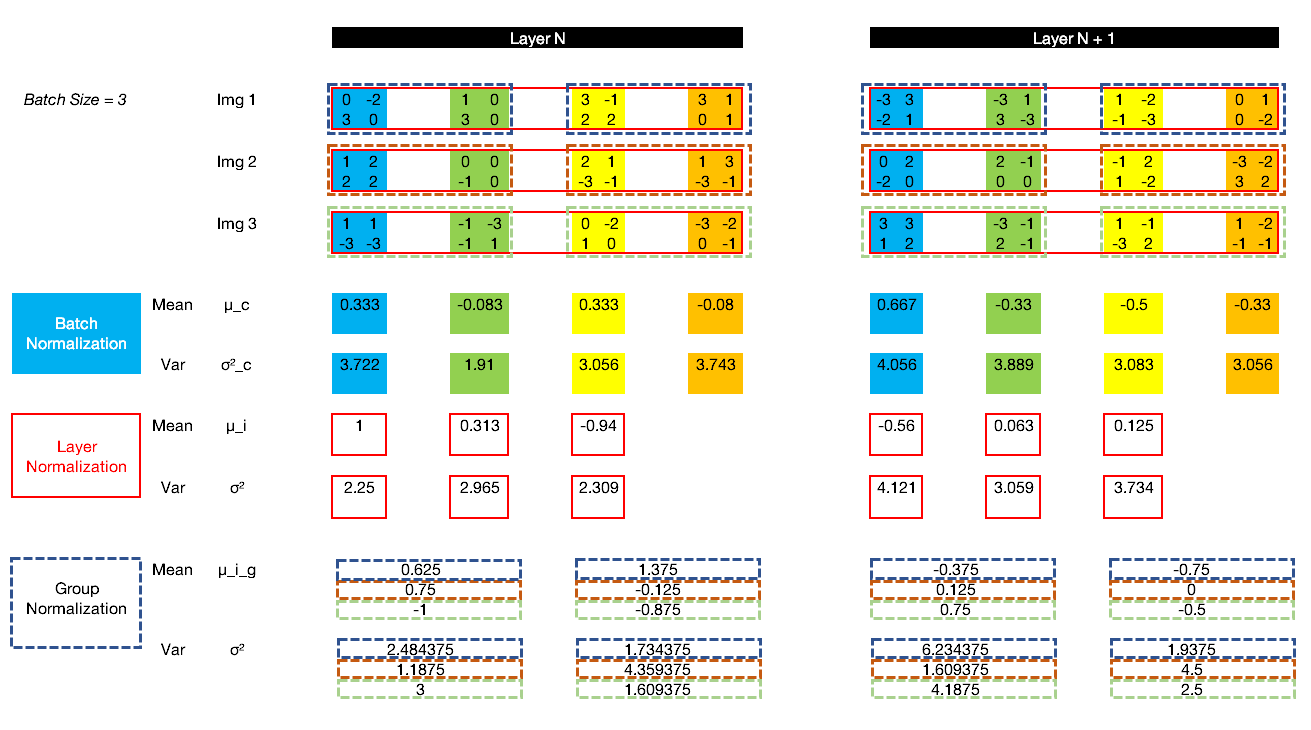 Layer N Layer N + 1
Batch Size = 3 Img 1 0 -2 1 0 3 -1 3 1 -3 3 -3 1 1 -2 0 1
3 0 3 0 2 2 0 1 -2 1 3 -3 -1 -3 0 -2
Img 2 1 2 0 0 2 1 1 3 0 2 2 -1 -1 2 -3 -2
2 2 -1 0 -3 -1 -3 -1 -2 0 0 0 1 -2 3 2
Img 3 1 1 -1 -3 0 -2 -3 -2 3 3 -3 -1 1 -1 1 -2
-3 -3 -1 1 1 0 0 -1 1 2 2 -1 -3 2 -1 -1
Batch
Normalization
Mean μ_c 0.333 -0.083 0.333 -0.08 0.667 -0.33 -0.5 -0.33
Var σ²_c 3.722 1.91 3.056 3.743 4.056 3.889 3.083 3.056
Layer
Normalization
Mean μ_i 1 0.313 -0.94 -0.56 0.063 0.125
Var σ² 2.25 2.965 2.309 4.121 3.059 3.734
Group
Normalization
Mean μ_i_g 0.625 1.375 -0.375 -0.75
0.75 -0.125 0.125 0
-1 -0.875 0.75 -0.5
Var σ² 2.484375 1.734375 6.234375 1.9375
1.1875 4.359375 1.609375 4.5
3 1.609375 4.1875 2.5